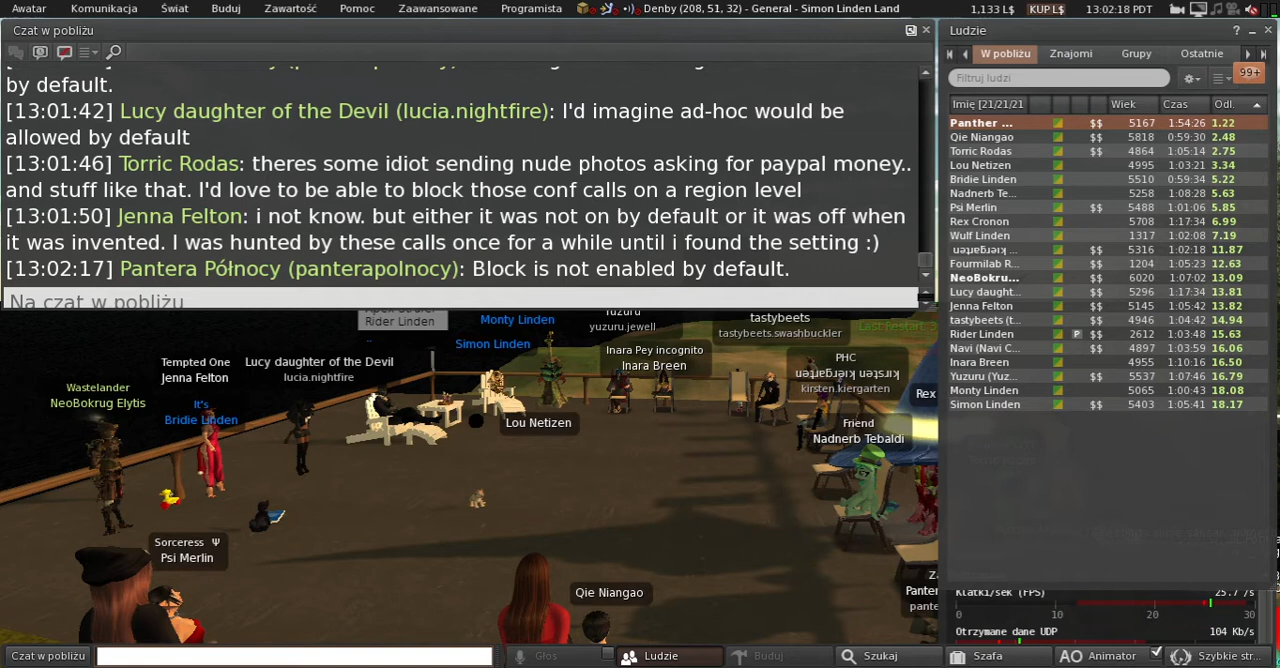 Awatar Komunikacja Świat Buduj Zawartość Pomoc Zaawansowane Programista Denby (208, 51, 32) - General - Simon Linden Land 1,133 L$ KUP L$ 13:02:18 PDT
Czat w pobliżu
by default.
[13:01:42] Lucy daughter of the Devil (lucia.nightfire): I'd imagine ad-hoc would be
allowed by default
[13:01:46] Torric Rodas: theres some idiot sending nude photos asking for paypal money..
and stuff like that. I'd love to be able to block those conf calls on a region level
[13:01:50] Jenna Felton: i not know. but either it was not on by default or it was off when
it was invented. I was hunted by these calls once for a while until i found the setting :)
[13:02:17] Pantera Północy (panterapolnocy): Block is not enabled by default.
Na czat w pobliżu
Rider Linden
Monty Linden
Simon Linden
Yuzuru
yuzuru.jewell
tastybeets
tastybeets.swashbuckler
Last Restart: 3
Tempted One
Jenna Felton
Lucy daughter of the Devil
lucia.nightfire
Inara Pey incognito
Inara Breen
PHC
kirsten.kiergarten
Rex
Wastelander
NeoBokrug Elytis
It's
Bridie Linden
Lou Netizen
Friend
Nadnerb Tebaldi
Sorceress Ψ
Psi Merlin
Qie Niangao
Panter
pante
Ludzie
W pobliżu Znajomi Grupy Ostatnie
Filtruj ludzi 99+
Imię [21/21/21 Wiek Czas Odl.
Panther ... $$ 5167 1:54:26 1.22
Qie Niangao $$ 5818 0:59:30 2.48
Torric Rodas $$ 4864 1:05:14 2.75
Lou Netizen 4995 1:03:21 3.34
Bridie Linden 5510 0:59:34 5.22
Nadnerb Te... 5258 1:08:28 5.63
Psi Merlin $$ 5488 1:01:06 5.85
Rex Cronon 5708 1:17:34 6.99
Wulf Linden 1317 1:02:08 7.19
$$ 5316 1:02:18 11.87
Fourmilab R... $$ 1204 1:05:23 12.63
NeoBokru... $$ 6020 1:07:02 13.09
Lucy daught... $$ 5296 1:17:34 13.81
Jenna Felton $$ 5145 1:05:42 13.82
tastybeets (t... $$ 4946 1:04:42 14.94
Rider Linden P $$ 2612 1:03:48 15.63
Navi (Navi C... $$ 4897 1:03:59 16.06
Inara Breen 4955 1:10:16 16.50
Yuzuru (Yuz... $$ 5537 1:07:46 16.79
Monty Linden 5065 1:00:43 18.08
Simon Linden $$ 5403 1:05:41 18.17
Klatki/sek (FPS) 25.7 /s
0 10 20 30
Otrzymane dane UDP 104 Kb/s
Czat w pobliżu Głos Ludzie Buduj Szukaj Szafa AO Animator Szybkie str...